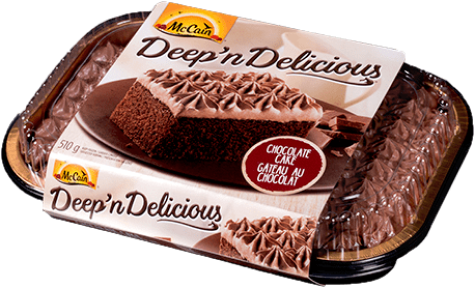 McCain
Deep'n Delicious
510 g
CHOCOLATE
CAKE
GÂTEAU AU
CHOCOLAT
McCain
Deep'n Delicious